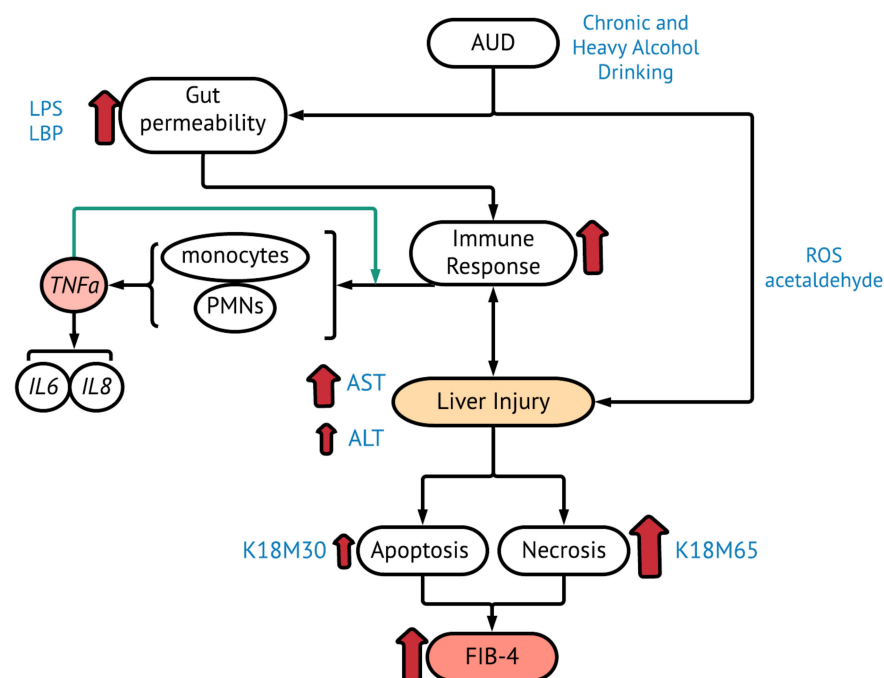 AUD
Chronic and
Heavy Alcohol
Drinking
LPS
LBP
Gut
permeability
Immune
Response
ROS
acetaldehyde
monocytes
PMNs
TNFa
IL6
IL8
AST
ALT
Liver Injury
K18M30
Apoptosis
Necrosis
K18M65
FIB-4